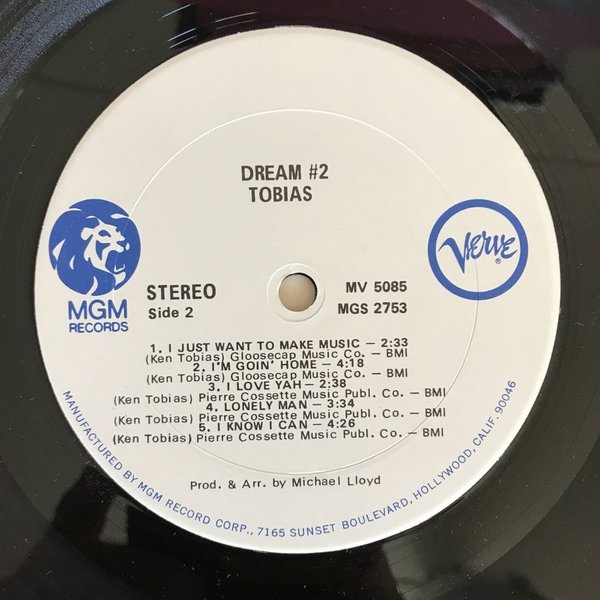 DREAM #2
TOBIAS
MGM
RECORDS
Verve
®
STEREO
Side 2
MV 5085
MGS 2753
1. I JUST WANT TO MAKE MUSIC — 2:33
(Ken Tobias) Gloosecap Music Co. — BMI
2. I'M GOIN' HOME — 4:18
(Ken Tobias) Gloosecap Music Co. — BMI
3. I LOVE YAH — 2:38
(Ken Tobias) Pierre Cossette Music Publ. Co. — BMI
4. LONELY MAN — 3:34
(Ken Tobias) Pierre Cossette Music Publ. Co. — BMI
5. I KNOW I CAN — 4:26
(Ken Tobias) Pierre Cossette Music Publ. Co. — BMI
Prod. & Arr. by Michael Lloyd
MANUFACTURED BY MGM RECORD CORP., 7165 SUNSET BOULEVARD, HOLLYWOOD, CALIF. 90046